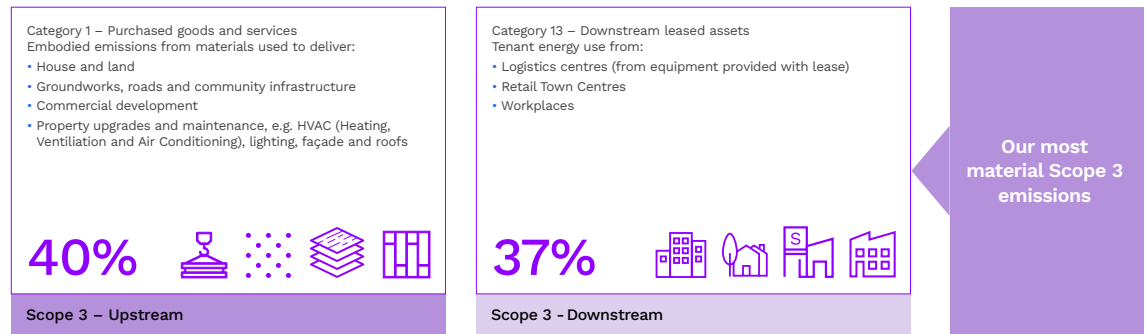 Category 1 – Purchased goods and services
Embodied emissions from materials used to deliver:
• House and land
• Groundworks, roads and community infrastructure
• Commercial development
• Property upgrades and maintenance, e.g. HVAC (Heating,
Ventiliation and Air Conditioning), lighting, façade and roofs
40%
Scope 3 – Upstream
Category 13 – Downstream leased assets
Tenant energy use from:
• Logistics centres (from equipment provided with lease)
• Retail Town Centres
• Workplaces
37%
S
Scope 3 - Downstream
Our most
material Scope 3
emissions